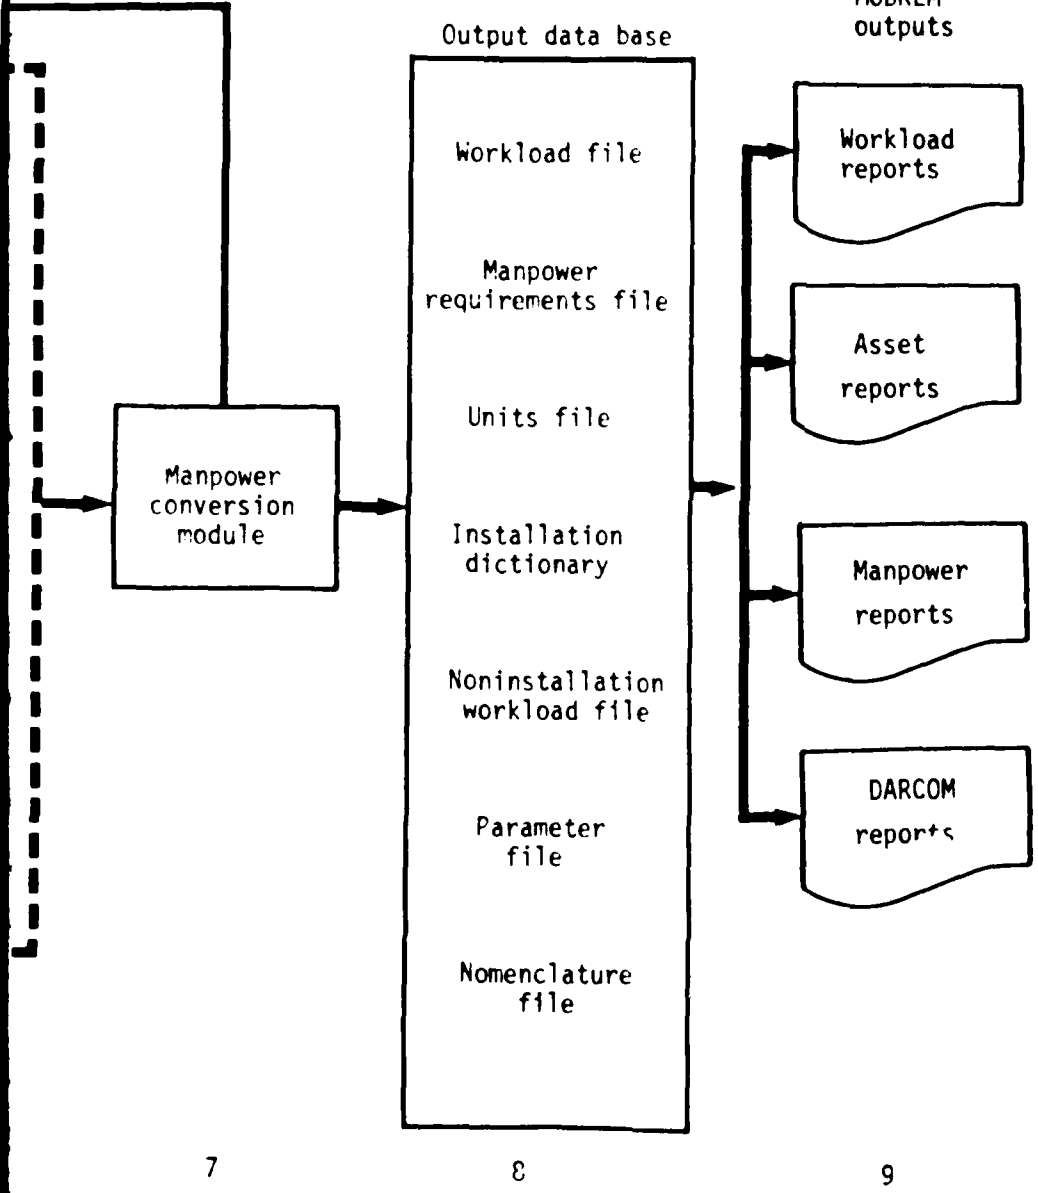 outputs
Output data base
Workload file
Manpower
requirements file
Units file
Installation
dictionary
Noninstallation
workload file
Parameter
file
Nomenclature
file
Manpower
conversion
module
Workload
reports
Asset
reports
Manpower
reports
DARCOM
reports
7
8
9